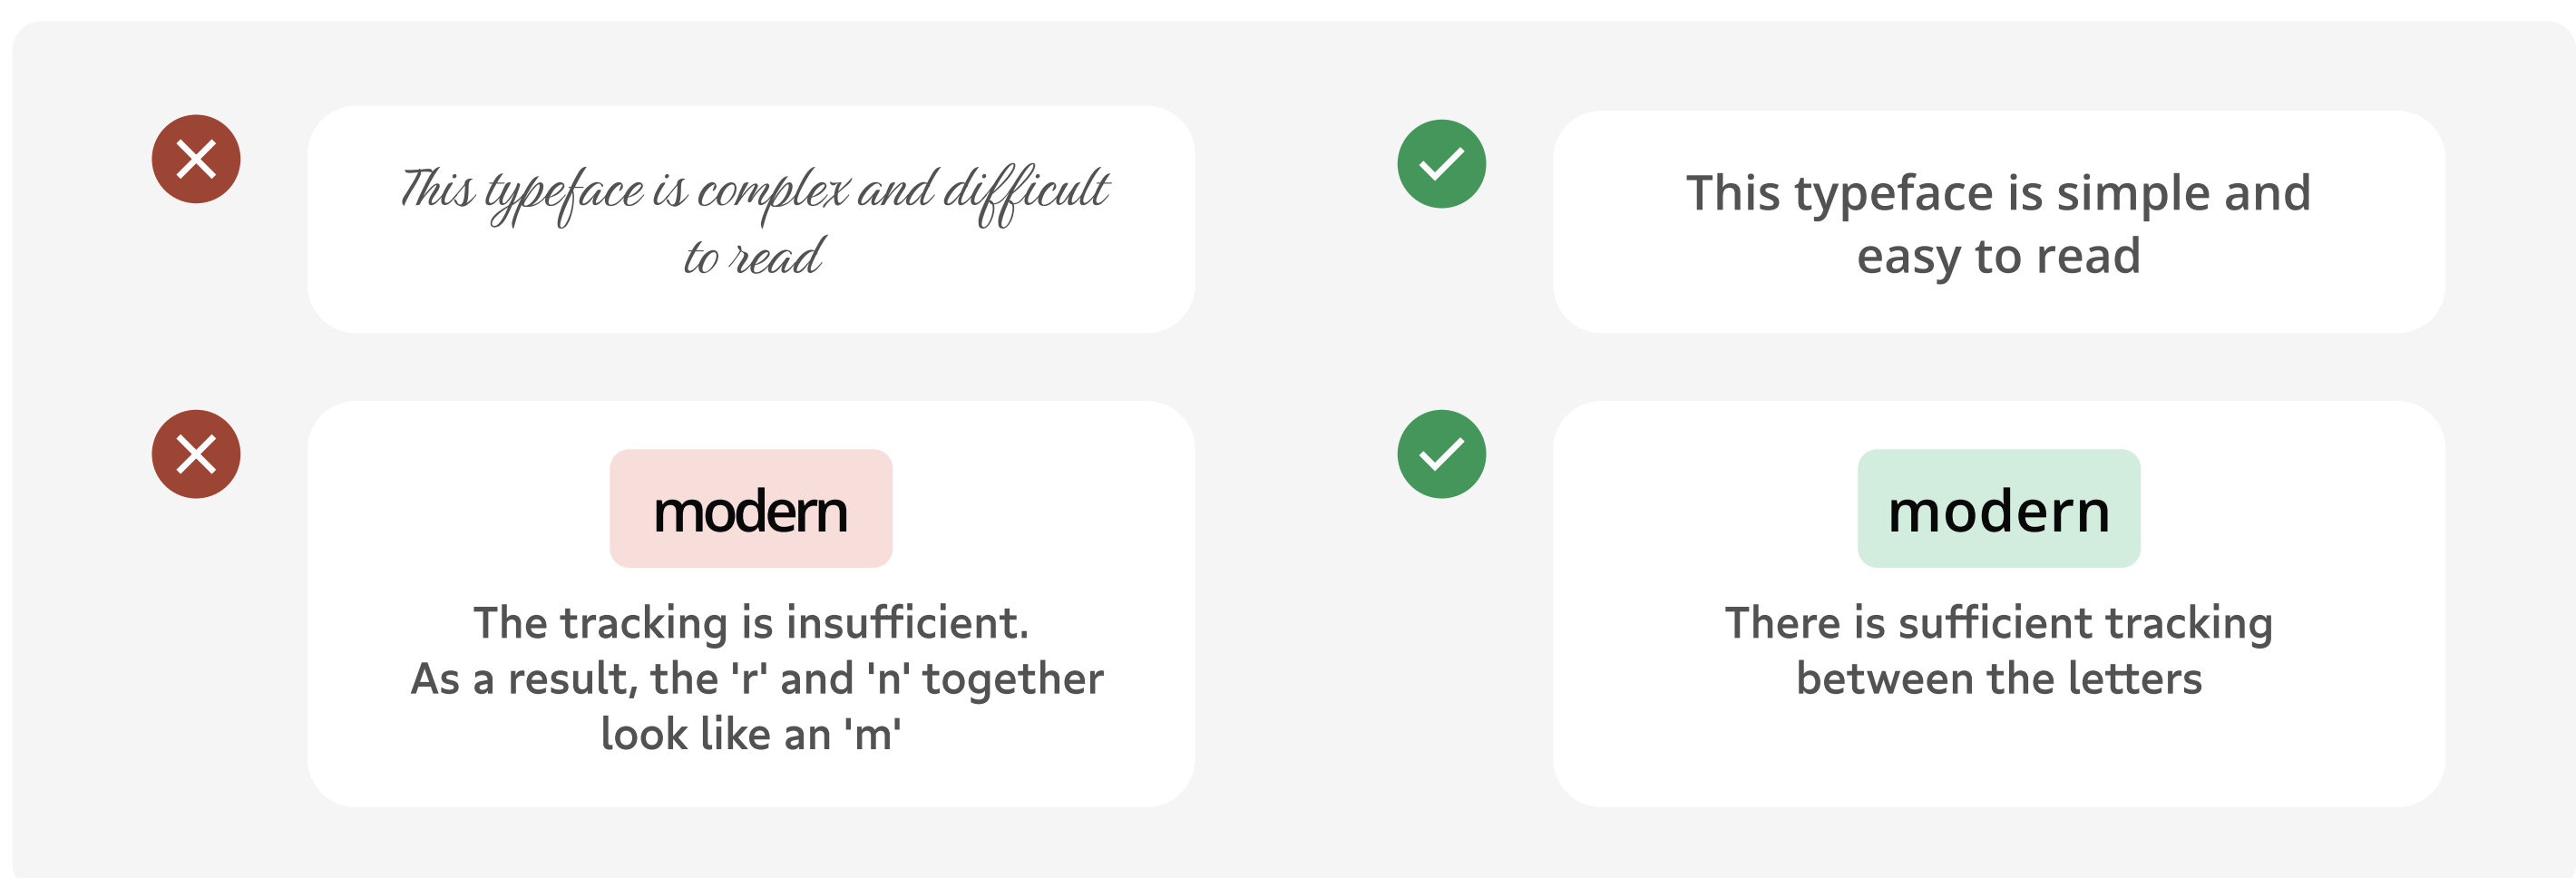 This typeface is complex and difficult
to read
This typeface is simple and
easy to read
modern
The tracking is insufficient.
As a result, the 'r' and 'n' together
look like an 'm'
modern
There is sufficient tracking
between the letters